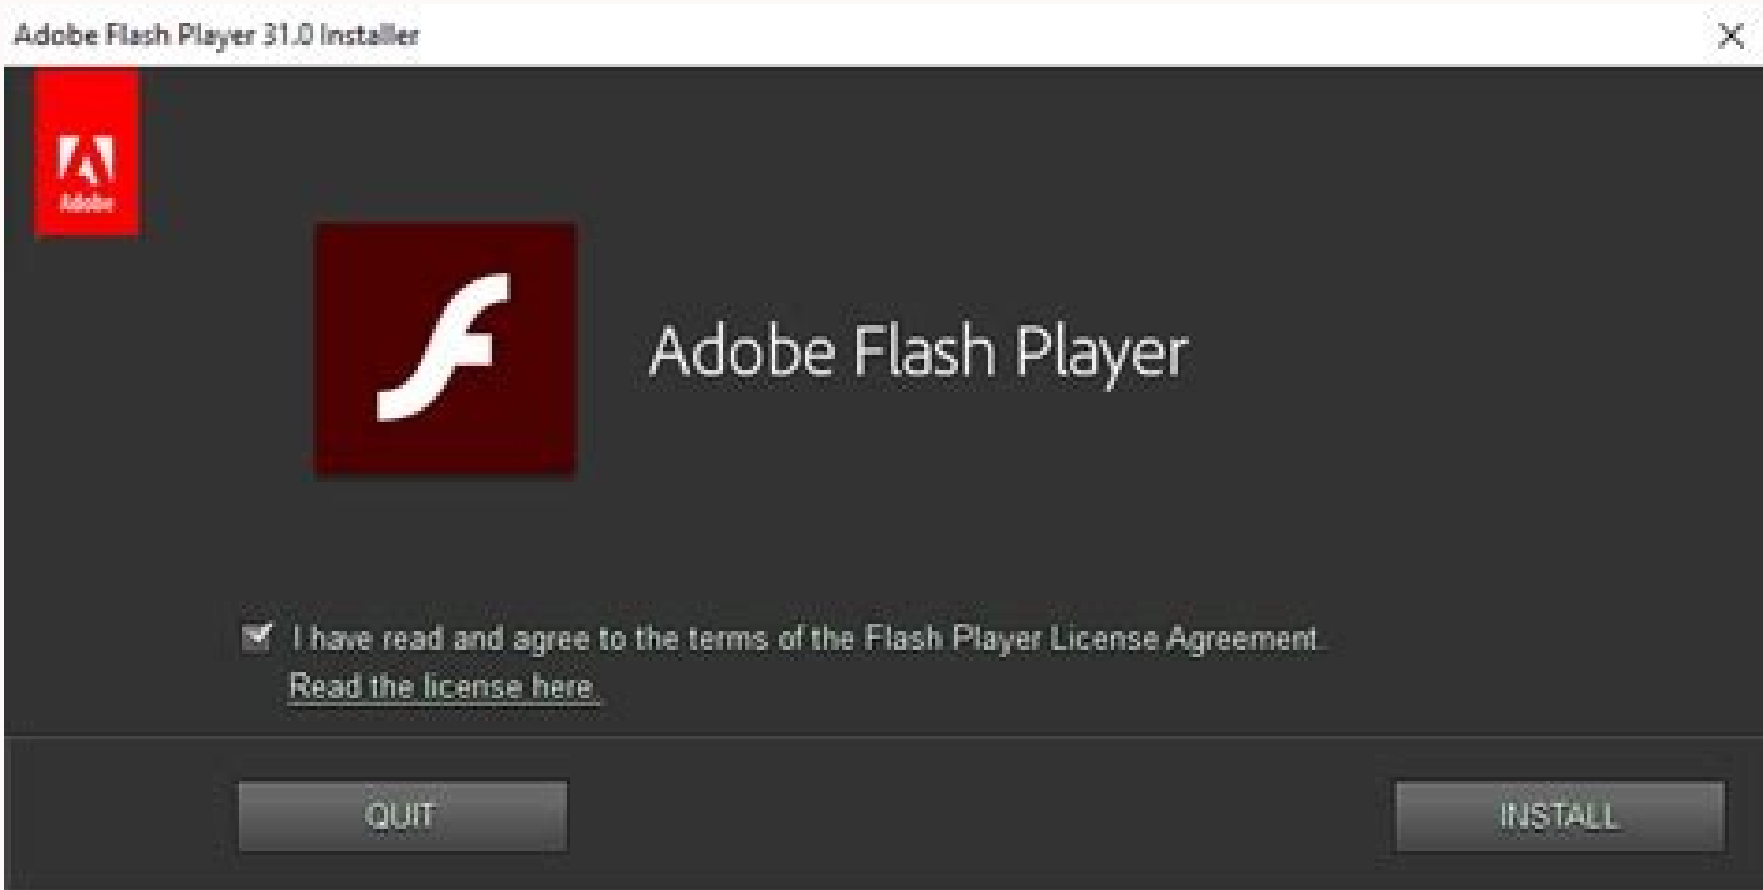 Adobe Flash Player 31.0 Installer
Adobe
Adobe Flash Player
I have read and agree to the terms of the Flash Player License Agreement.
Read the license here.
QUIT
INSTALL